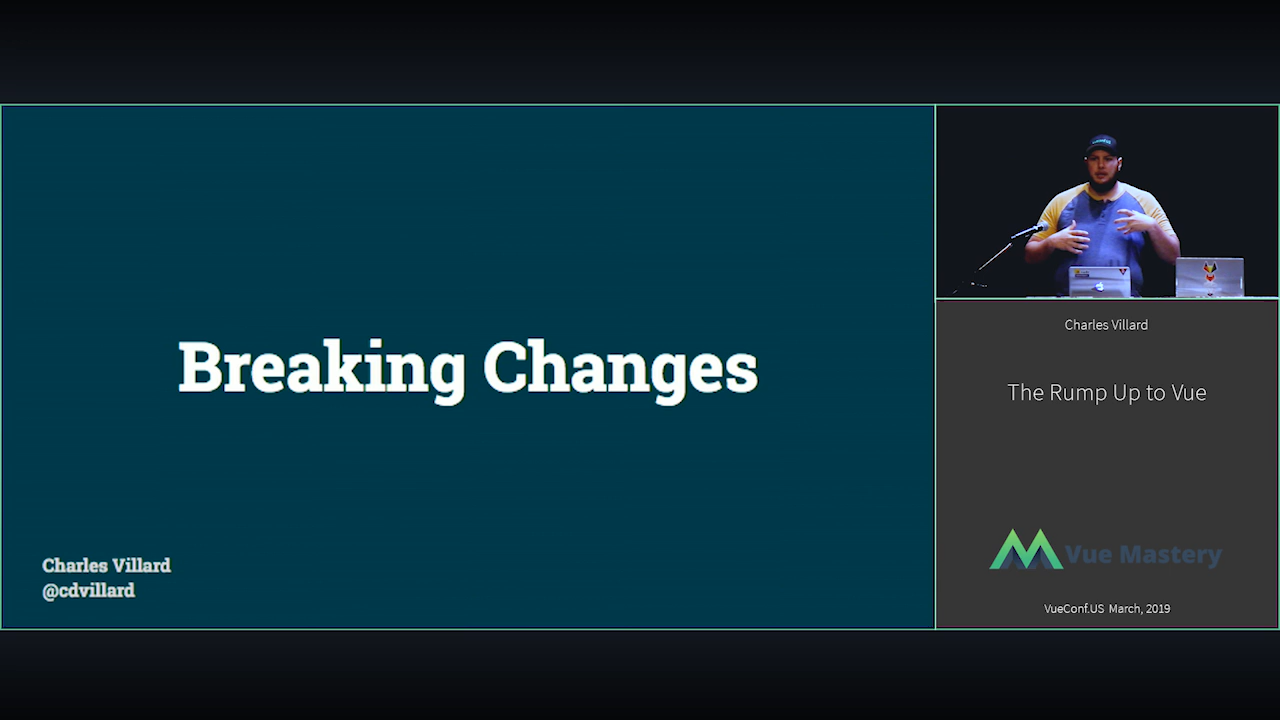 Breaking Changes
Charles Villard
@cdvillard
Charles Villard
The Rump Up to Vue
Vue Mastery
VueConf.US March, 2019